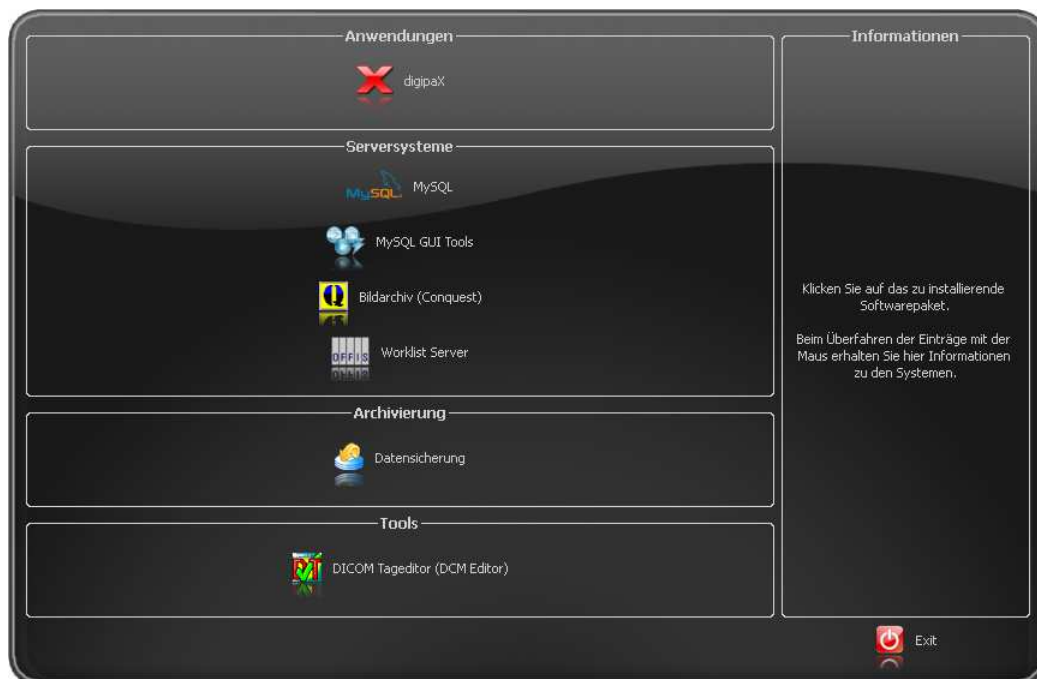 Anwendungen
digipaX
Serversysteme
MySQL
MySQL
MySQL GUI Tools
Bildarchiv (Conquest)
OFFIS
Worklist Server
Archivierung
Datensicherung
Tools
DICOM Tageditor (DCM Editor)
Informationen
Klicken Sie auf das zu installierende
Softwarepaket.
Beim Überfahren der Einträge mit der
Maus erhalten Sie hier Informationen
zu den Systemen.
Exit